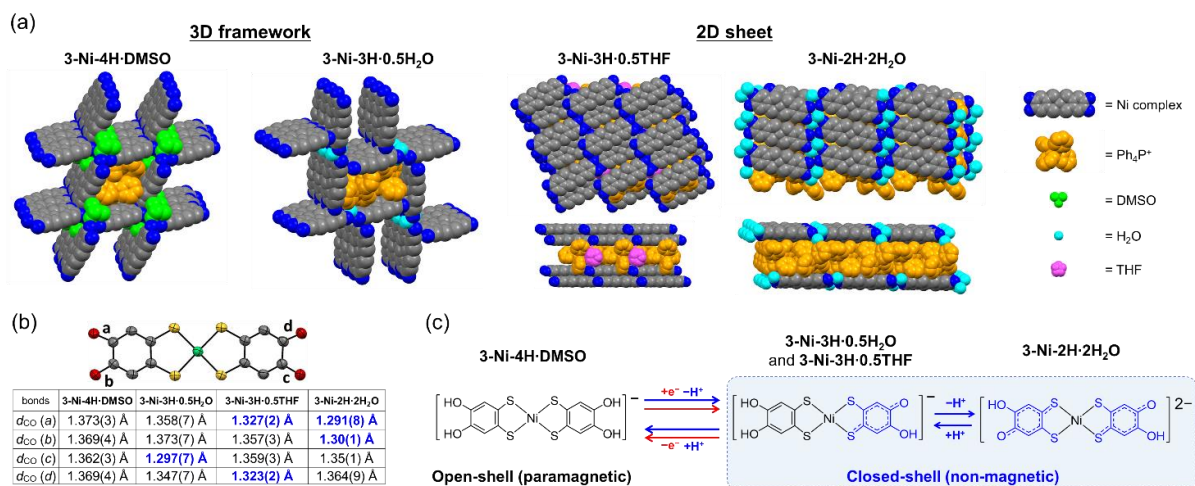 (a)
3D framework
2D sheet
3-Ni-4H·DMSO
3-Ni-3H·0.5H₂O
3-Ni-3H·0.5THF
3-Ni-2H·2H₂O
= Ni complex
= Ph₄P⁺
= DMSO
= H₂O
= THF
(b)
a
d
b
c
bonds 3-Ni-4H·DMSO 3-Ni-3H·0.5H₂O 3-Ni-3H·0.5THF 3-Ni-2H·2H₂O
dCO (a) 1.373(3) Å 1.358(7) Å 1.327(2) Å 1.291(8) Å
dCO (b) 1.369(4) Å 1.373(7) Å 1.357(3) Å 1.30(1) Å
dCO (c) 1.362(3) Å 1.297(7) Å 1.359(3) Å 1.35(1) Å
dCO (d) 1.369(4) Å 1.347(7) Å 1.323(2) Å 1.364(9) Å
(c)
3-Ni-4H·DMSO
3-Ni-3H·0.5H₂O
and 3-Ni-3H·0.5THF
3-Ni-2H·2H₂O
HO S S OH −
Ni
HO S S OH
+e⁻ −H⁺
−e⁻ +H⁺
HO S S O −
Ni
HO S S OH
−H⁺
+H⁺
HO S S O 2−
Ni
O S S OH
Open-shell (paramagnetic)
Closed-shell (non-magnetic)